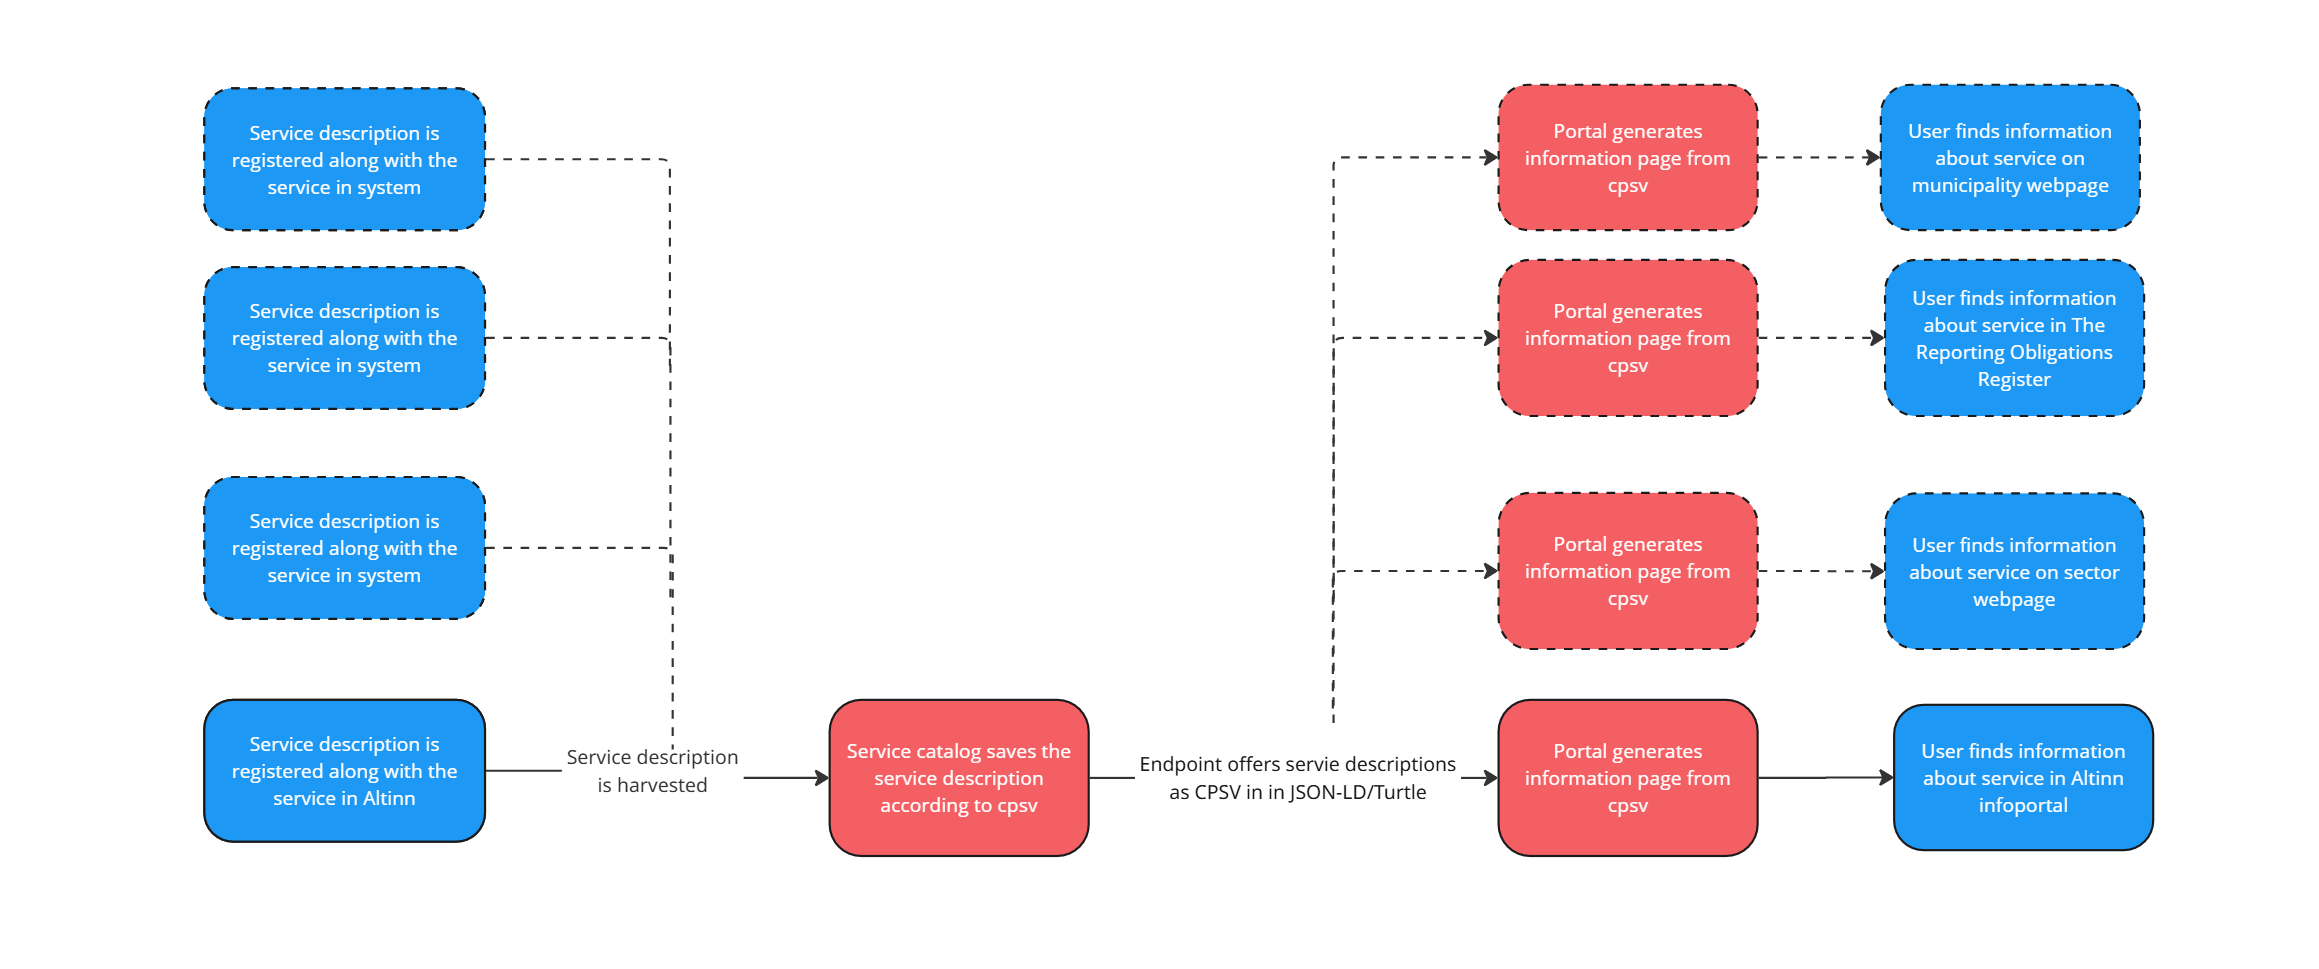 Service description is
registered along with the
service in system
Service description is
registered along with the
service in system
Service description is
registered along with the
service in system
Service description is
registered along with the
service in Altinn
Service description
is harvested
Service catalog saves the
service description
according to cpsv
Endpoint offers servie descriptions
as CPSV in in JSON-LD/Turtle
Portal generates
information page from
cpsv
User finds information
about service on
municipality webpage
Portal generates
information page from
cpsv
User finds information
about service in The
Reporting Obligations
Register
Portal generates
information page from
cpsv
User finds information
about service on sector
webpage
Portal generates
information page from
cpsv
User finds information
about service in Altinn
infoportal